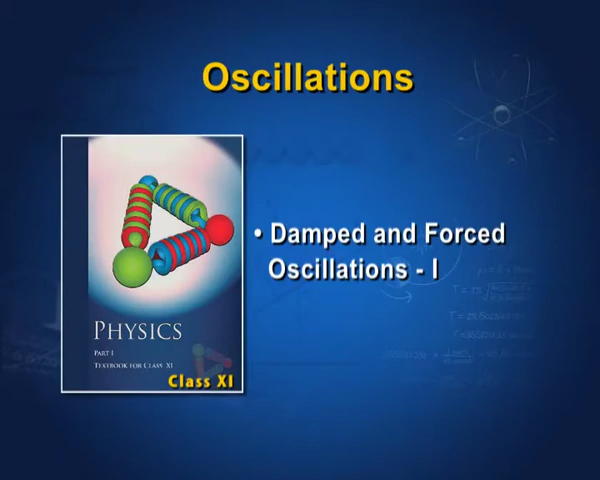 Oscillations
• Damped and Forced
Oscillations - I
PHYSICS
PART I
TEXTBOOK FOR CLASS XI
Class XI